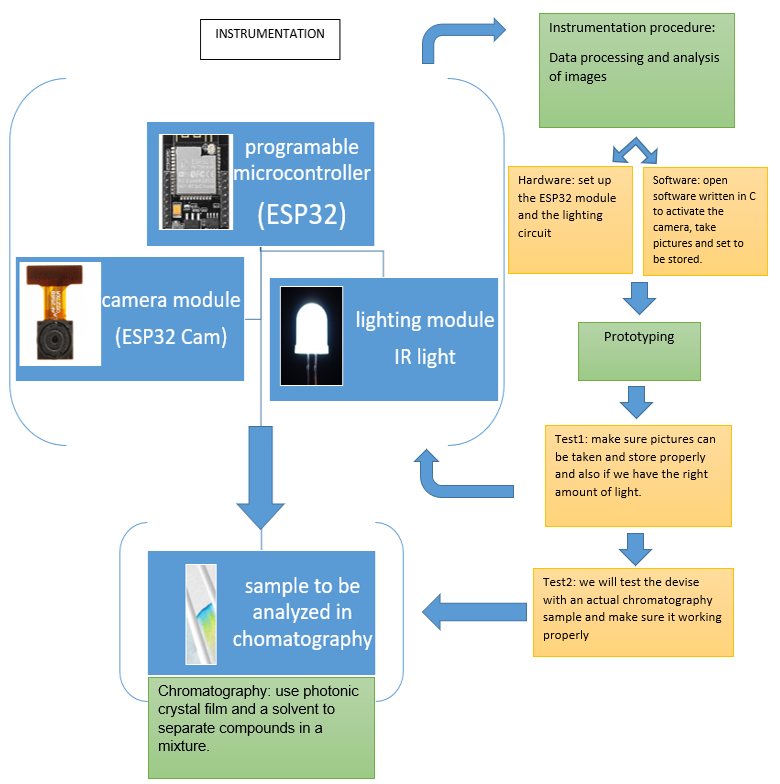 INSTRUMENTATION
programable
microcontroller
(ESP32)
camera module
(ESP32 Cam)
lighting module
IR light
sample to be
analyzed in
chomatography
Chromatography: use photonic
crystal film and a solvent to
separate compounds in a
mixture.
Instrumentation procedure:
Data processing and analysis
of images
Hardware: set up
the ESP32 module
and the lighting
circuit
Software: open
software written in C
to activate the
camera, take
pictures and set to
be stored.
Prototyping
Test1: make sure pictures can
be taken and store properly
and also if we have the right
amount of light.
Test2: we will test the devise
with an actual chromatography
sample and make sure it working
properly